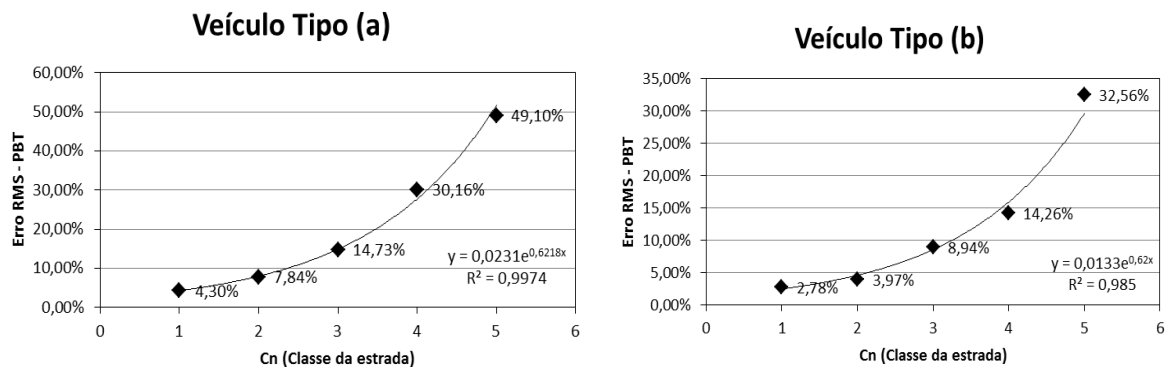 Veículo Tipo (a)
60,00%
50,00%
40,00%
30,00%
20,00%
10,00%
0,00%
Erro RMS - PBT
4,30%
7,84%
14,73%
30,16%
49,10%
y = 0,0231e^0,6218x
R² = 0,9974
0 1 2 3 4 5 6
Cn (Classe da estrada)
Veículo Tipo (b)
35,00%
30,00%
25,00%
20,00%
15,00%
10,00%
5,00%
0,00%
Erro RMS - PBT
2,78%
3,97%
8,94%
14,26%
32,56%
y = 0,0133e^0,62x
R² = 0,985
0 1 2 3 4 5 6
Cn (Classe da estrada)